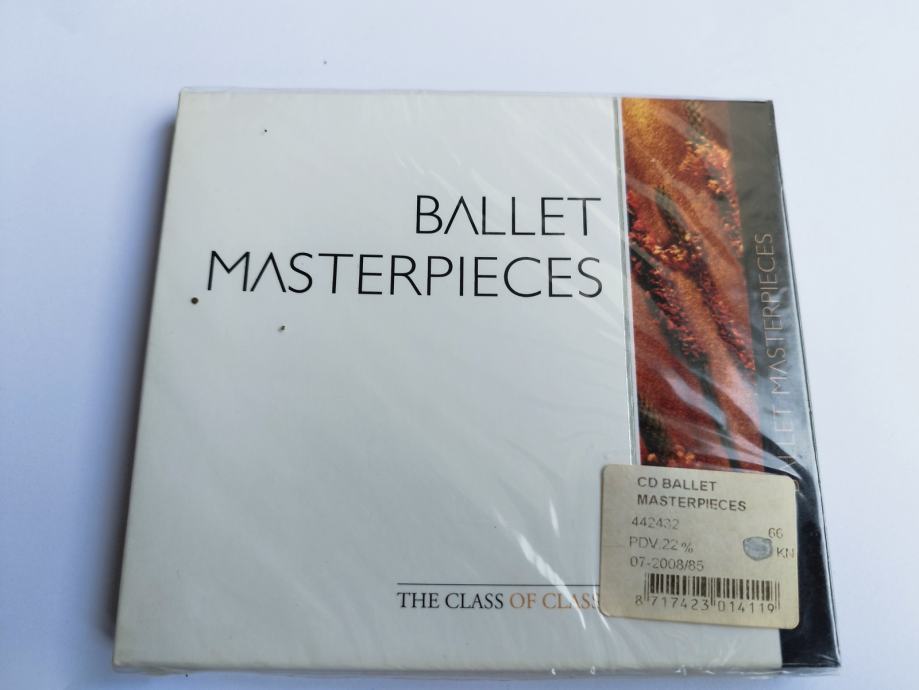 BALLET
MASTERPIECES
LLET MASTERPIECES
THE CLASS OF CLASS
CD BALLET
MASTERPIECES
442432
66
PDV.22%
KN
07-2008/85
8 717423 014119